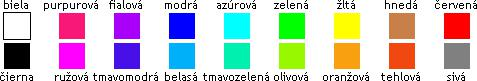 biela purpurová fialová modrá azúrová zelená žltá hnedá červená
čierna ružová tmavomodrá belasá tmavozelená olivová oranžová tehlová sivá